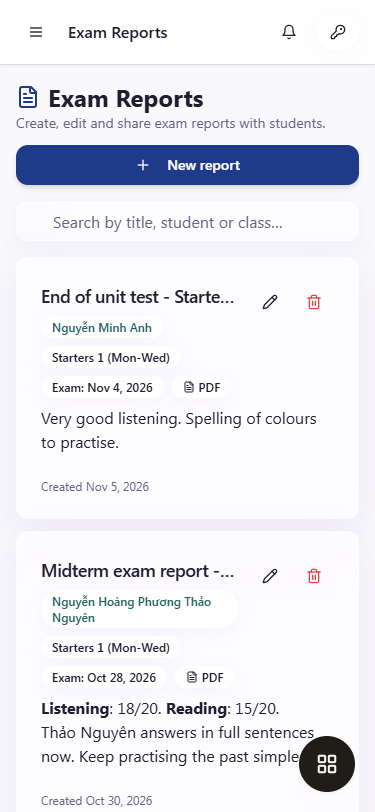 Exam Reports
Exam Reports
Create, edit and share exam reports with students.
New report
Search by title, student or class...
End of unit test - Starte...
Nguyễn Minh Anh
Starters 1 (Mon-Wed)
Exam: Nov 4, 2026
PDF
Very good listening. Spelling of colours
to practise.
Created Nov 5, 2026
Midterm exam report -...
Nguyễn Hoàng Phương Thảo
Nguyên
Starters 1 (Mon-Wed)
Exam: Oct 28, 2026
PDF
Listening: 18/20. Reading: 15/20.
Thảo Nguyên answers in full sentences
now. Keep practising the past simple
Created Oct 30, 2026